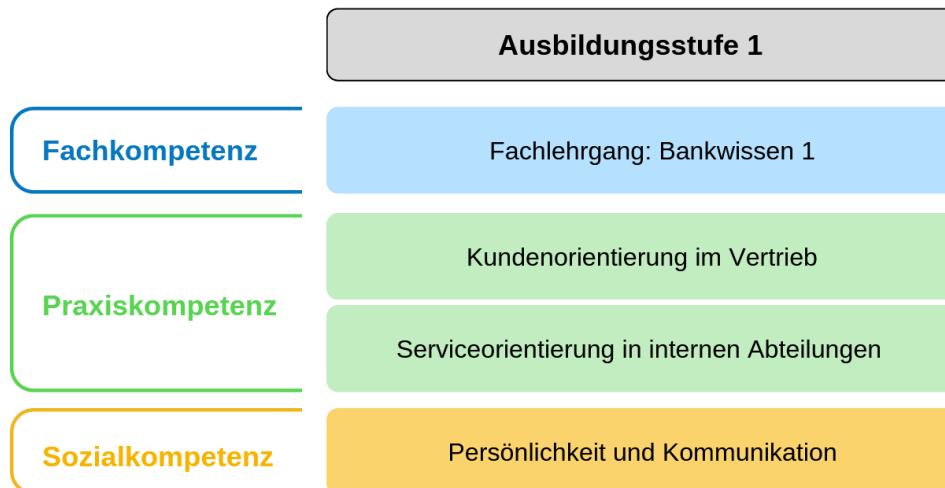 Ausbildungsstufe 1
Fachkompetenz
Fachlehrgang: Bankwissen 1
Praxiskompetenz
Kundenorientierung im Vertrieb
Serviceorientierung in internen Abteilungen
Sozialkompetenz
Persönlichkeit und Kommunikation